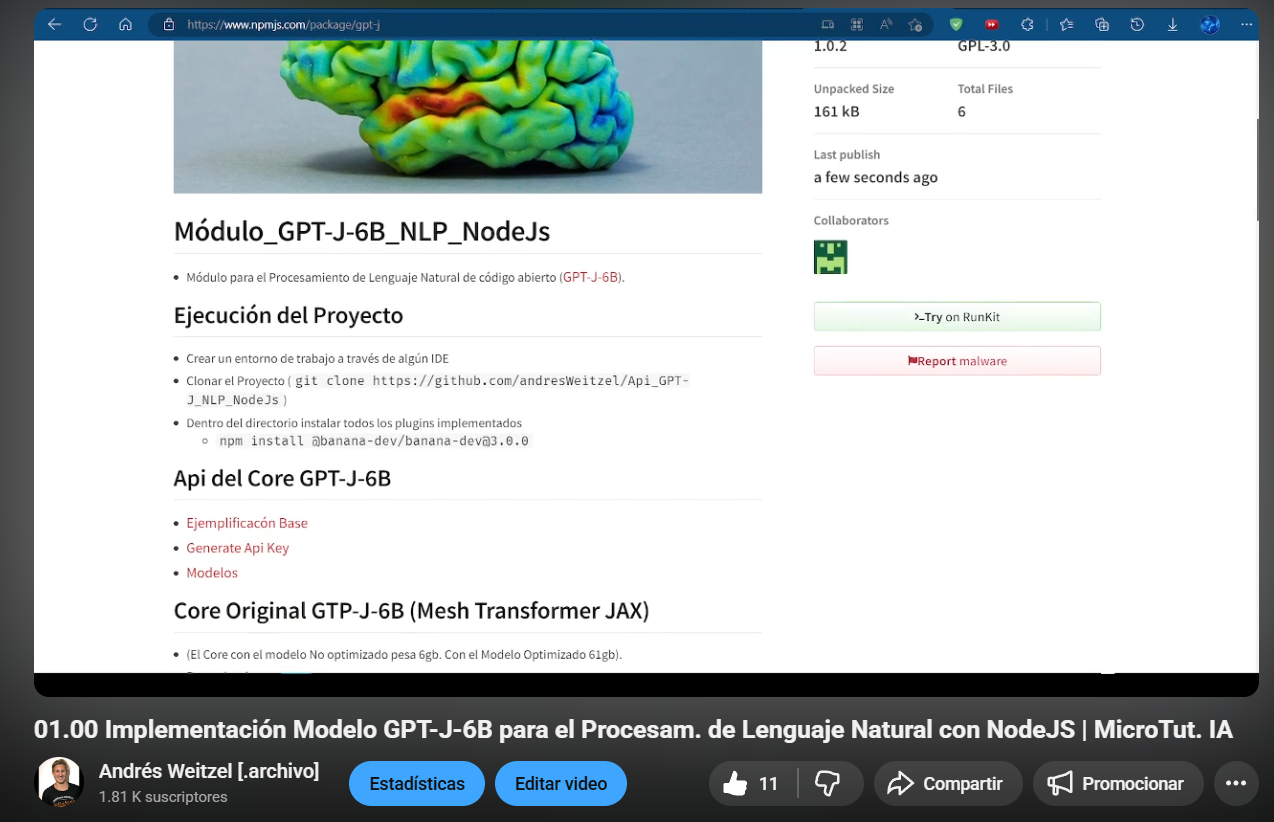 https://www.npmjs.com/package/gpt-j
1.0.2
GPL-3.0
Unpacked Size
Total Files
161 kB
6
Last publish
a few seconds ago
Collaborators
>_Try on RunKit
Report malware
Módulo_GPT-J-6B_NLP_NodeJs
Módulo para el Procesamiento de Lenguaje Natural de código abierto (GPT-J-6B).
Ejecución del Proyecto
Crear un entorno de trabajo a través de algún IDE
Clonar el Proyecto ( git clone https://github.com/andresWeitzel/Api_GPT-
J_NLP_NodeJs )
Dentro del directorio instalar todos los plugins implementados
npm install @banana-dev/banana-dev@3.0.0
Api del Core GPT-J-6B
Ejemplificacón Base
Generate Api Key
Modelos
Core Original GTP-J-6B (Mesh Transformer JAX)
(El Core con el modelo No optimizado pesa 6gb. Con el Modelo Optimizado 61gb).
01.00 Implementación Modelo GPT-J-6B para el Procesam. de Lenguaje Natural con NodeJS | MicroTut. IA
Andrés Weitzel [.archivo]
1.81 K suscriptores
Estadísticas
Editar video
11
Compartir
Promocionar